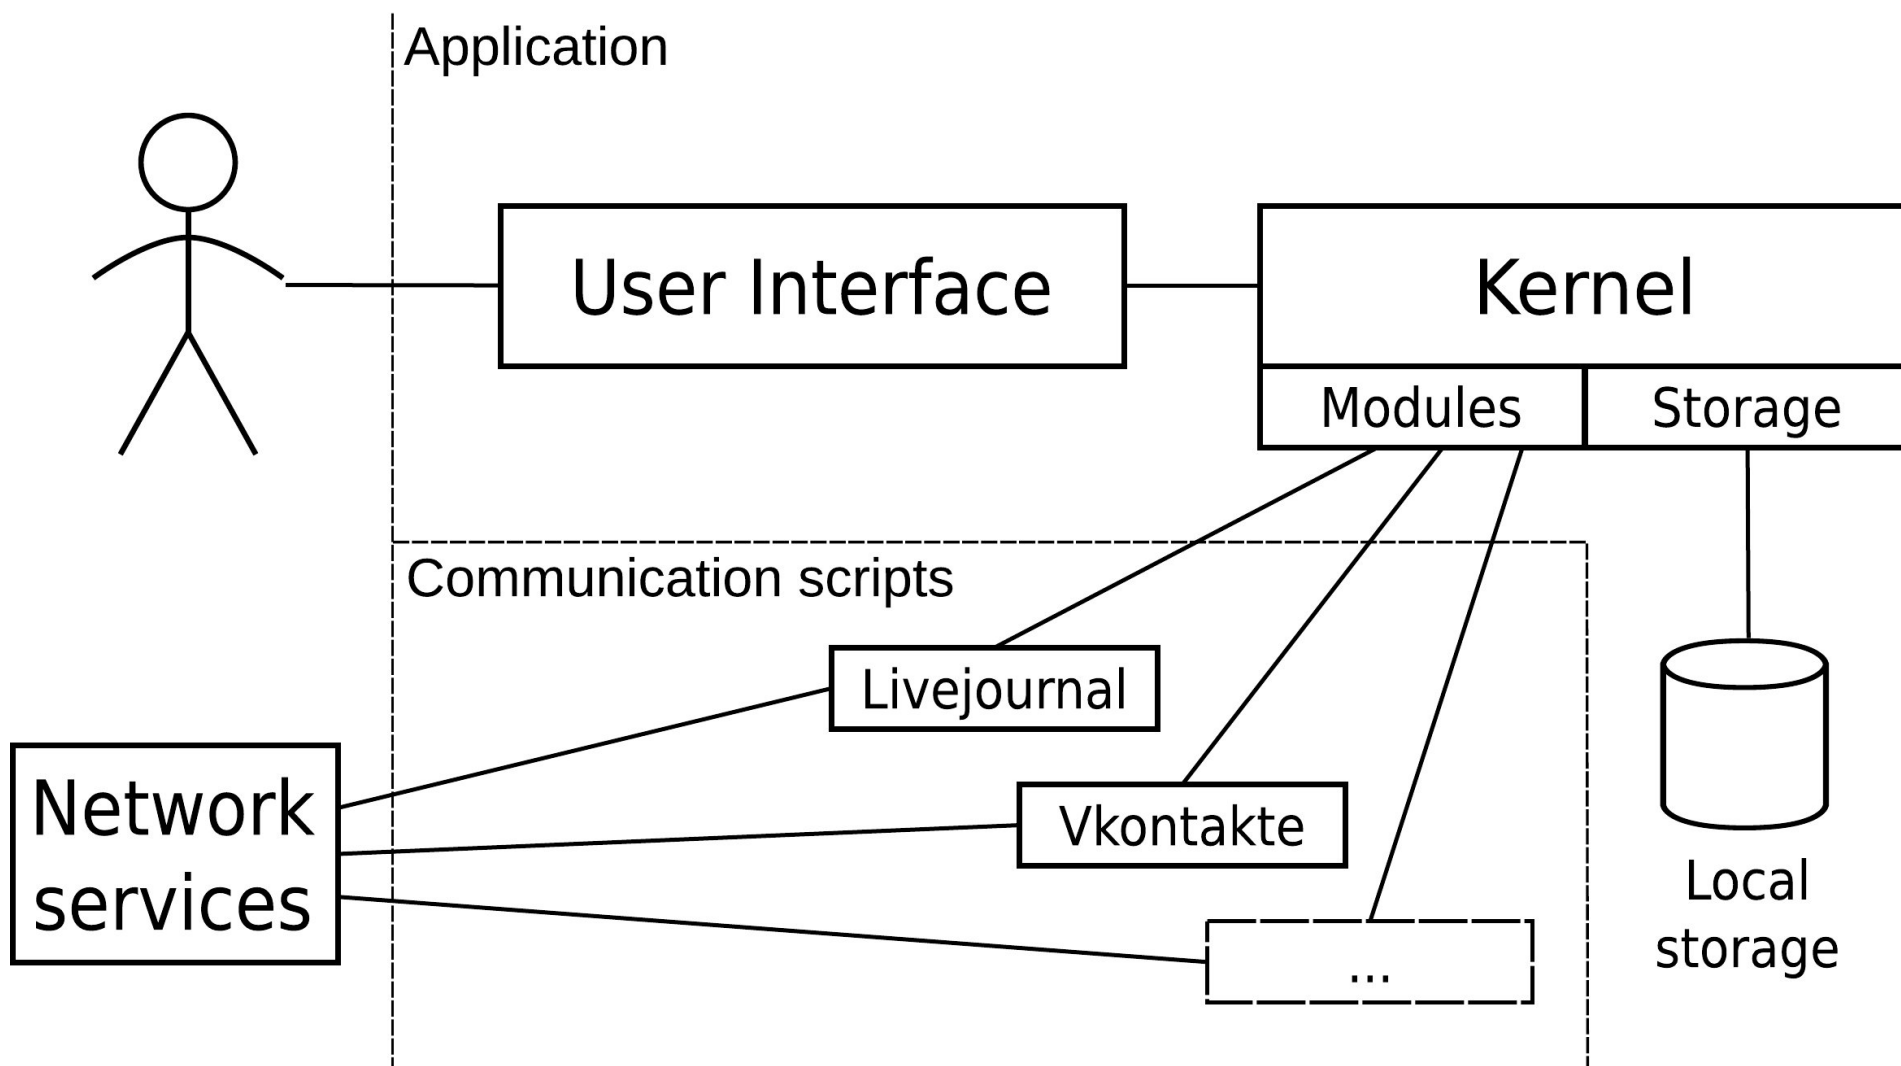 Application
User Interface
Kernel
Modules
Storage
Communication scripts
Livejournal
Network
services
Vkontakte
Local
storage
...